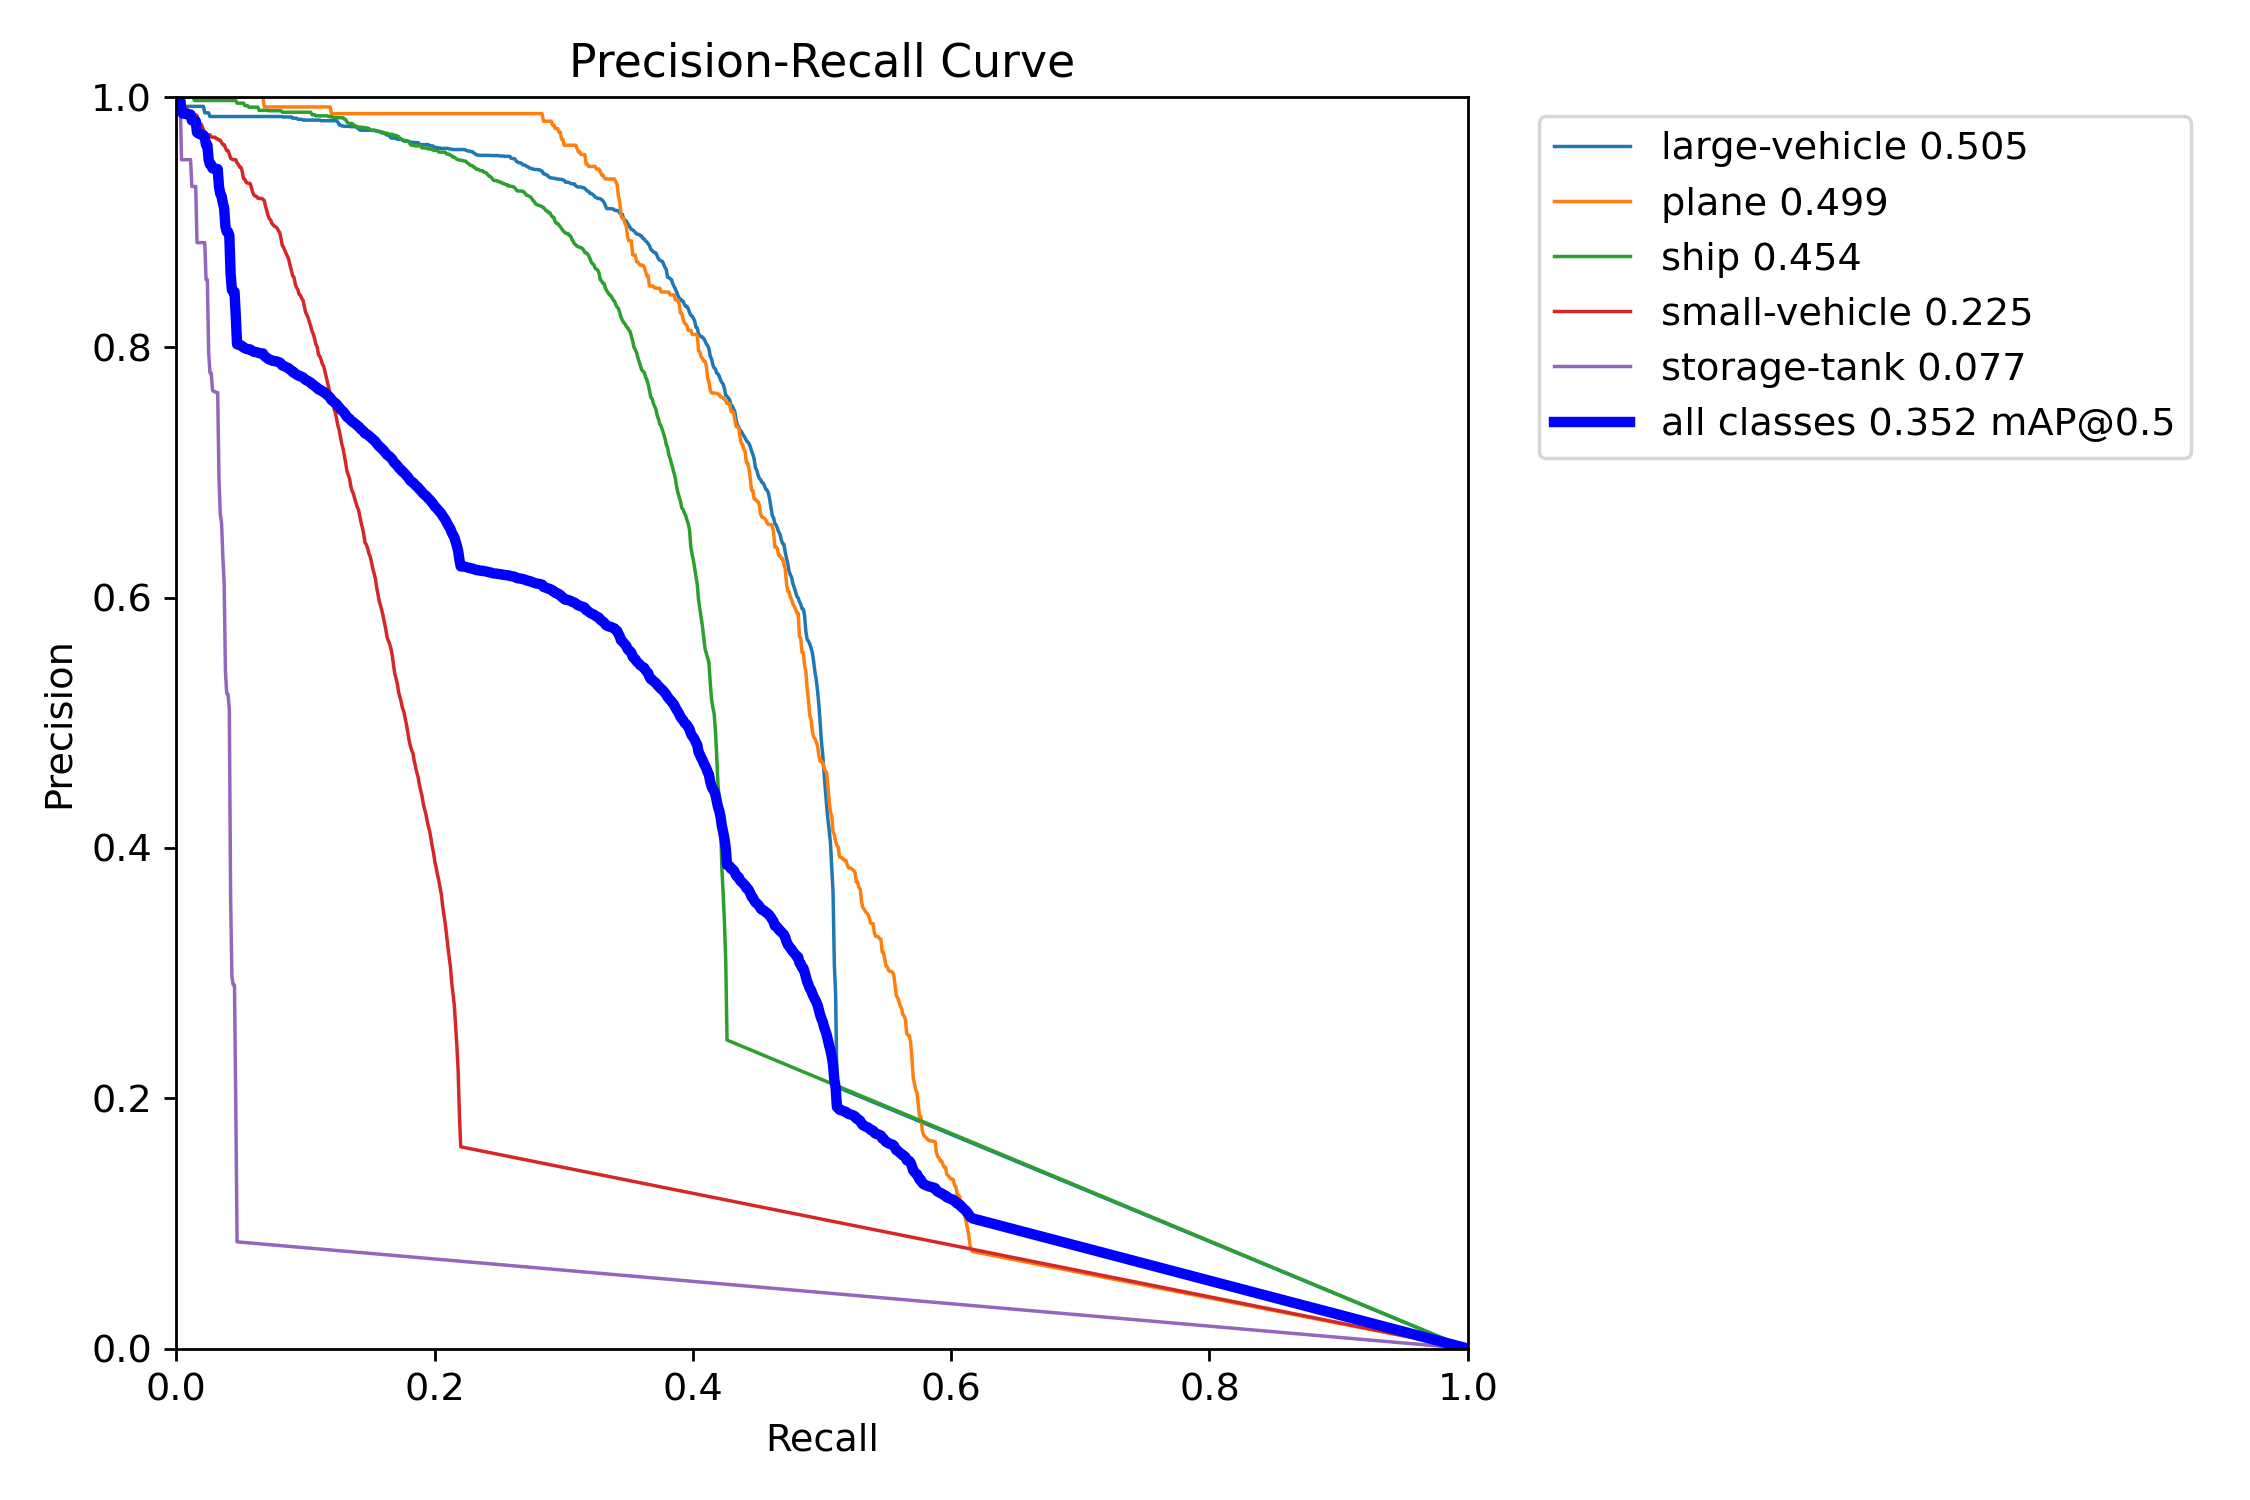 Precision-Recall Curve
1.0
0.8
0.6
0.4
0.2
0.0
Precision
0.0 0.2 0.4 0.6 0.8 1.0
Recall
large-vehicle 0.505
plane 0.499
ship 0.454
small-vehicle 0.225
storage-tank 0.077
all classes 0.352 mAP@0.5